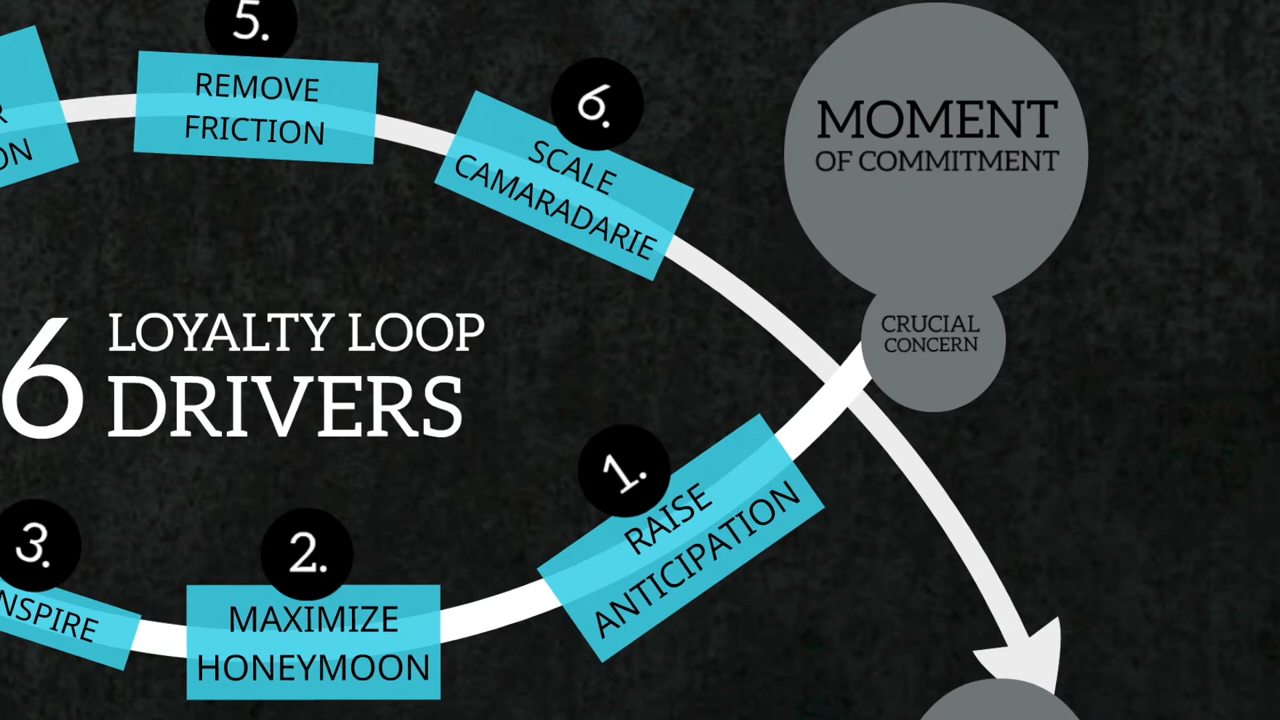 5.
REMOVE
FRICTION
6.
SCALE
CAMARADARIE
MOMENT
OF COMMITMENT
CRUCIAL
CONCERN
6
LOYALTY LOOP
DRIVERS
1.
RAISE
ANTICIPATION
2.
MAXIMIZE
HONEYMOON
3.